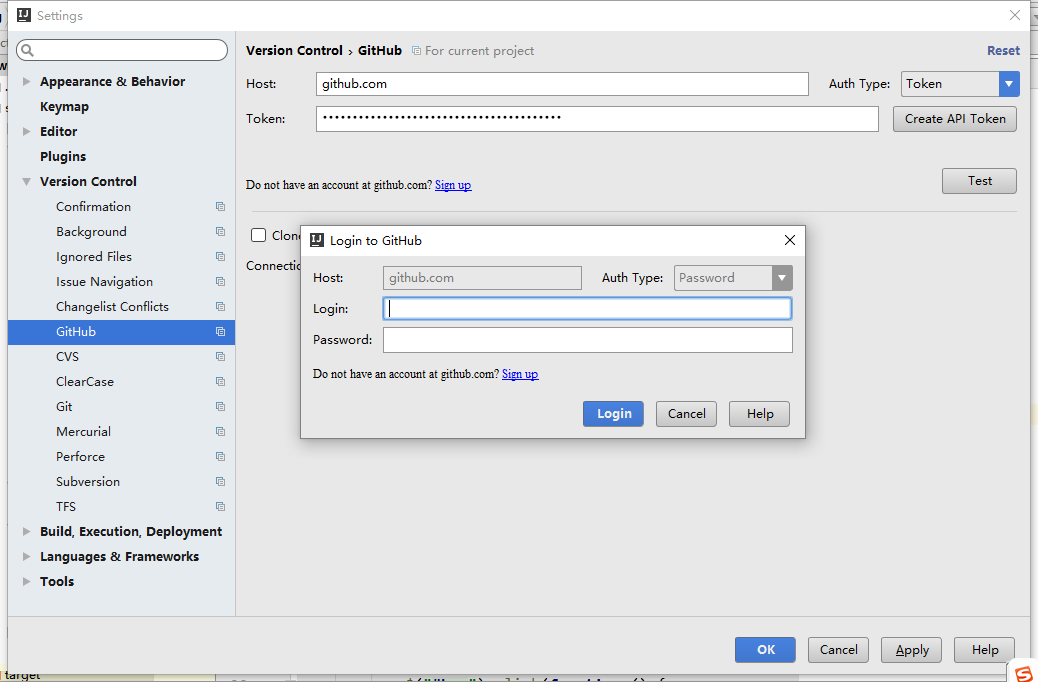 Settings
Version Control › GitHub For current project Reset
Host: github.com Auth Type: Token
Token: •••••••••••••••••••••••••••••••••••••••• Create API Token
Do not have an account at github.com? Sign up Test
Clon
Connectio
Appearance & Behavior
Keymap
Editor
Plugins
Version Control
Confirmation
Background
Ignored Files
Issue Navigation
Changelist Conflicts
GitHub
CVS
ClearCase
Git
Mercurial
Perforce
Subversion
TFS
Build, Execution, Deployment
Languages & Frameworks
Tools
Login to GitHub
Host: github.com Auth Type: Password
Login:
Password:
Do not have an account at github.com? Sign up
Login Cancel Help
OK Cancel Apply Help
target